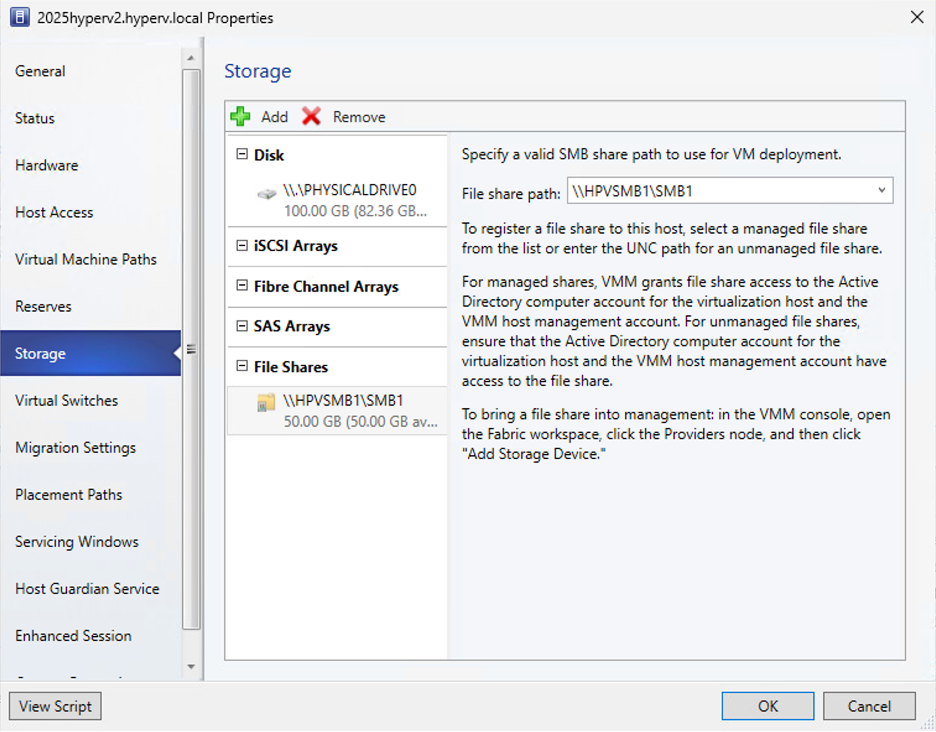 2025hyperv2.hyperv.local Properties
General
Status
Hardware
Host Access
Virtual Machine Paths
Reserves
Storage
Virtual Switches
Migration Settings
Placement Paths
Servicing Windows
Host Guardian Service
Enhanced Session
Storage
Add
Remove
Disk
\\.\PHYSICALDRIVE0
100.00 GB (82.36 GB...
iSCSI Arrays
Fibre Channel Arrays
SAS Arrays
File Shares
\\HPVSMB1\SMB1
50.00 GB (50.00 GB av...
Specify a valid SMB share path to use for VM deployment.
File share path: \\HPVSMB1\SMB1
To register a file share to this host, select a managed file share
from the list or enter the UNC path for an unmanaged file share.
For managed shares, VMM grants file share access to the Active
Directory computer account for the virtualization host and the
VMM host management account. For unmanaged file shares,
ensure that the Active Directory computer account for the
virtualization host and the VMM host management account have
access to the file share.
To bring a file share into management: in the VMM console, open
the Fabric workspace, click the Providers node, and then click
"Add Storage Device."
View Script
OK
Cancel